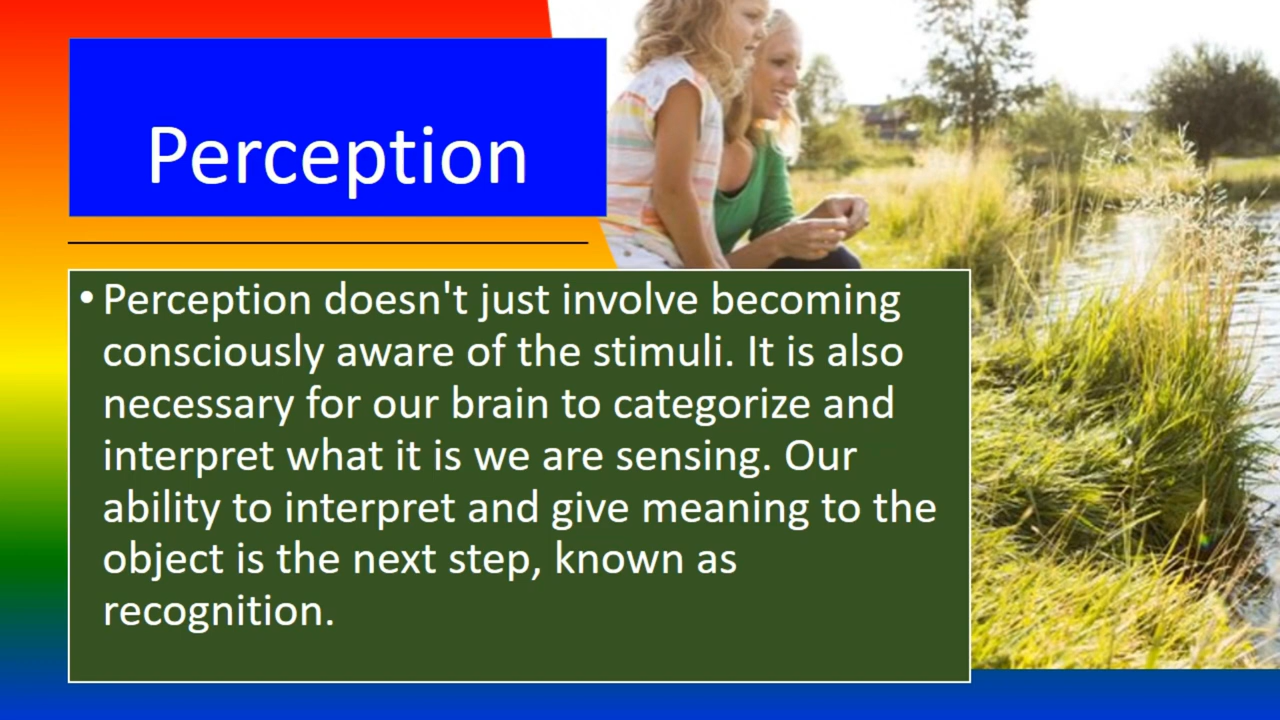 Perception
• Perception doesn't just involve becoming
consciously aware of the stimuli. It is also
necessary for our brain to categorize and
interpret what it is we are sensing. Our
ability to interpret and give meaning to the
object is the next step, known as
recognition.